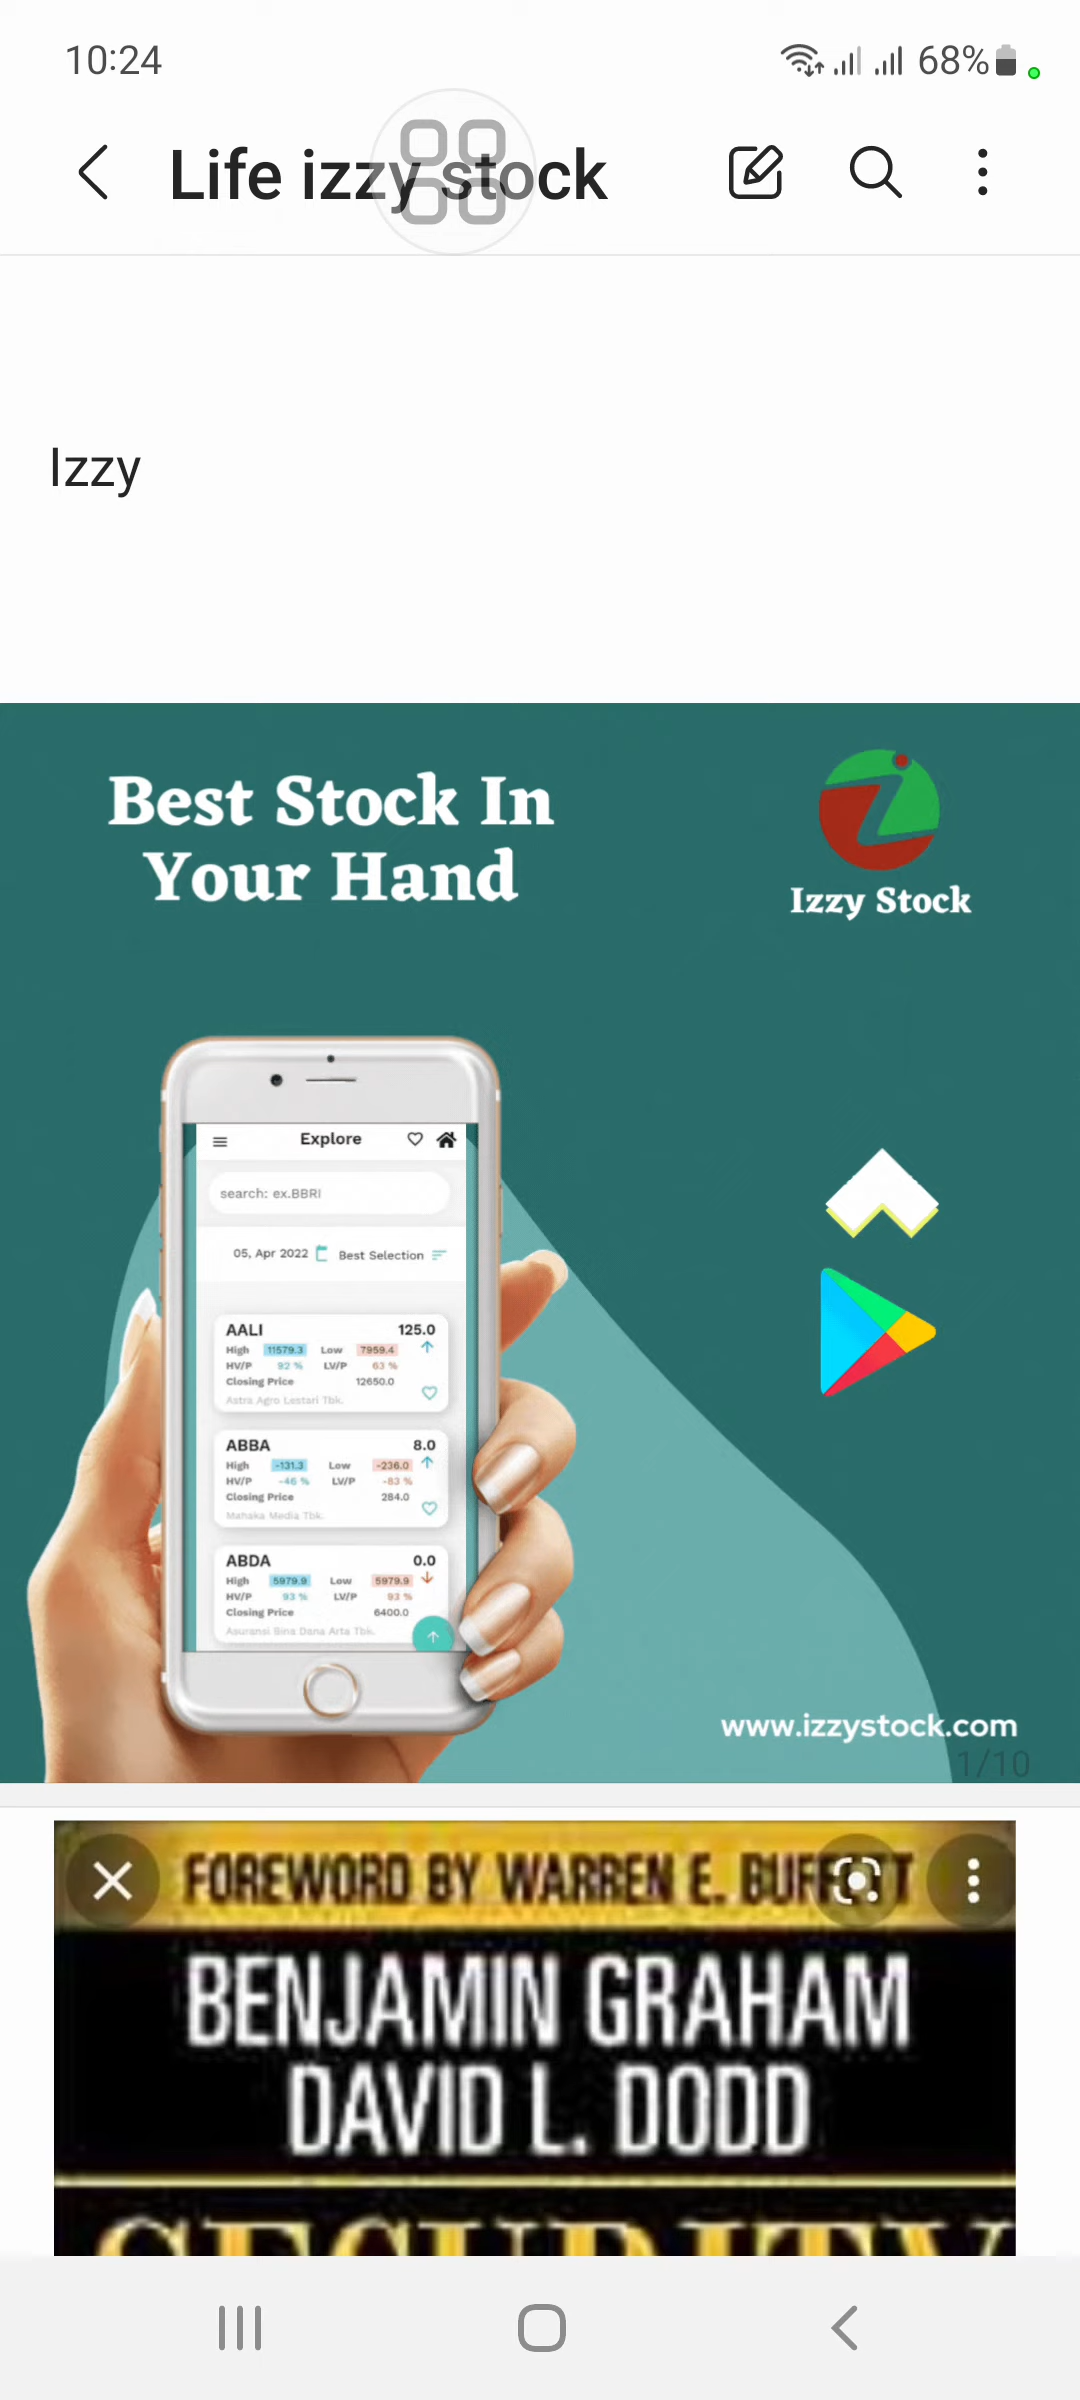 10:24
68%
Life izzy stock
Izzy
Best Stock In
Your Hand
Izzy Stock
Explore
search: ex.BBRI
05, Apr 2022
Best Selection
AALI 125.0
High 11579.3 Low 7959.4
HV/P 92 % LV/P 63 %
Closing Price 12650.0
Astra Agro Lestari Tbk.
ABBA 8.0
High -131.3 Low -236.0
HV/P -46 % LV/P -83 %
Closing Price 284.0
Mahaka Media Tbk.
ABDA 0.0
High 5979.9 Low 5979.9
HV/P 93 % LV/P 93 %
Closing Price 6400.0
Asuransi Bina Dana Arta Tbk.
www.izzystock.com
1/10
FOREWORD BY WARREN E. BUFFETT
BENJAMIN GRAHAM
DAVID L. DODD
SECURITY